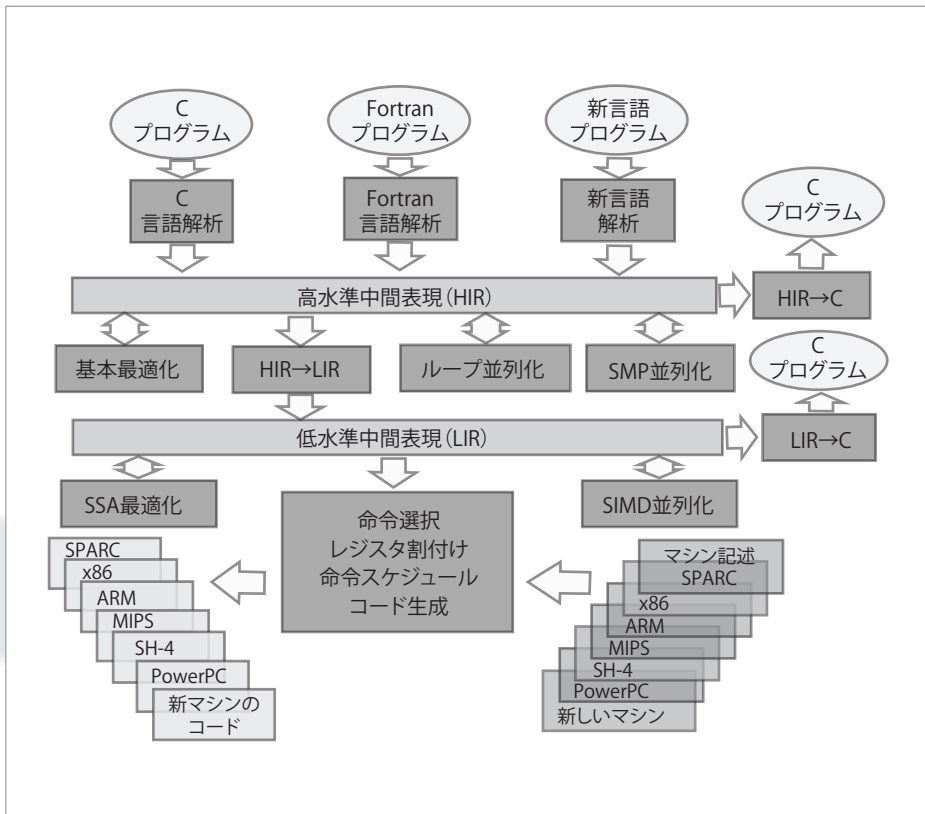 C
プログラム
Fortran
プログラム
新言語
プログラム
C
言語解析
Fortran
言語解析
新言語
解析
C
プログラム
高水準中間表現（HIR）
HIR→C
基本最適化
HIR→LIR
ループ並列化
SMP並列化
C
プログラム
低水準中間表現（LIR）
LIR→C
SSA最適化
命令選択
レジスタ割付け
命令スケジュール
コード生成
SIMD並列化
SPARC
x86
ARM
MIPS
SH-4
PowerPC
新マシンの
コード
マシン記述
SPARC
x86
ARM
MIPS
SH-4
PowerPC
新しいマシン